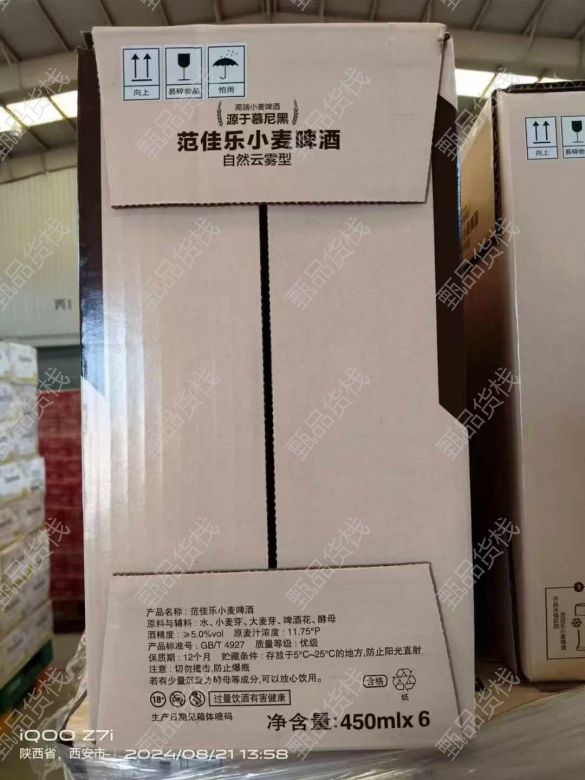 向上
易碎物品
怕雨
高端小麦啤酒
源于慕尼黑
范佳乐小麦啤酒
自然云雾型
向上
易碎物
产品名称:范佳乐小麦啤酒
原料与辅料:水、小麦芽、大麦芽、啤酒花、酵母
酒精度:≥5.0%vol 原麦汁浓度:11.75°P
产品标准号:GB/T 4927 质量等级:优级
保质期:12个月 贮藏条件:存放于5°C~25°C的地方,防止阳光直射
注意:切勿撞击,防止爆瓶
若有少量沉淀为酵母等成分,可以放心饮用。
合格
纸
18+
过量饮酒有害健康
生产日期见箱体喷码
净含量:450mlx 6
iQOO Z7i
陕西省,西安市· 2024/08/21 13:58
甄品货栈